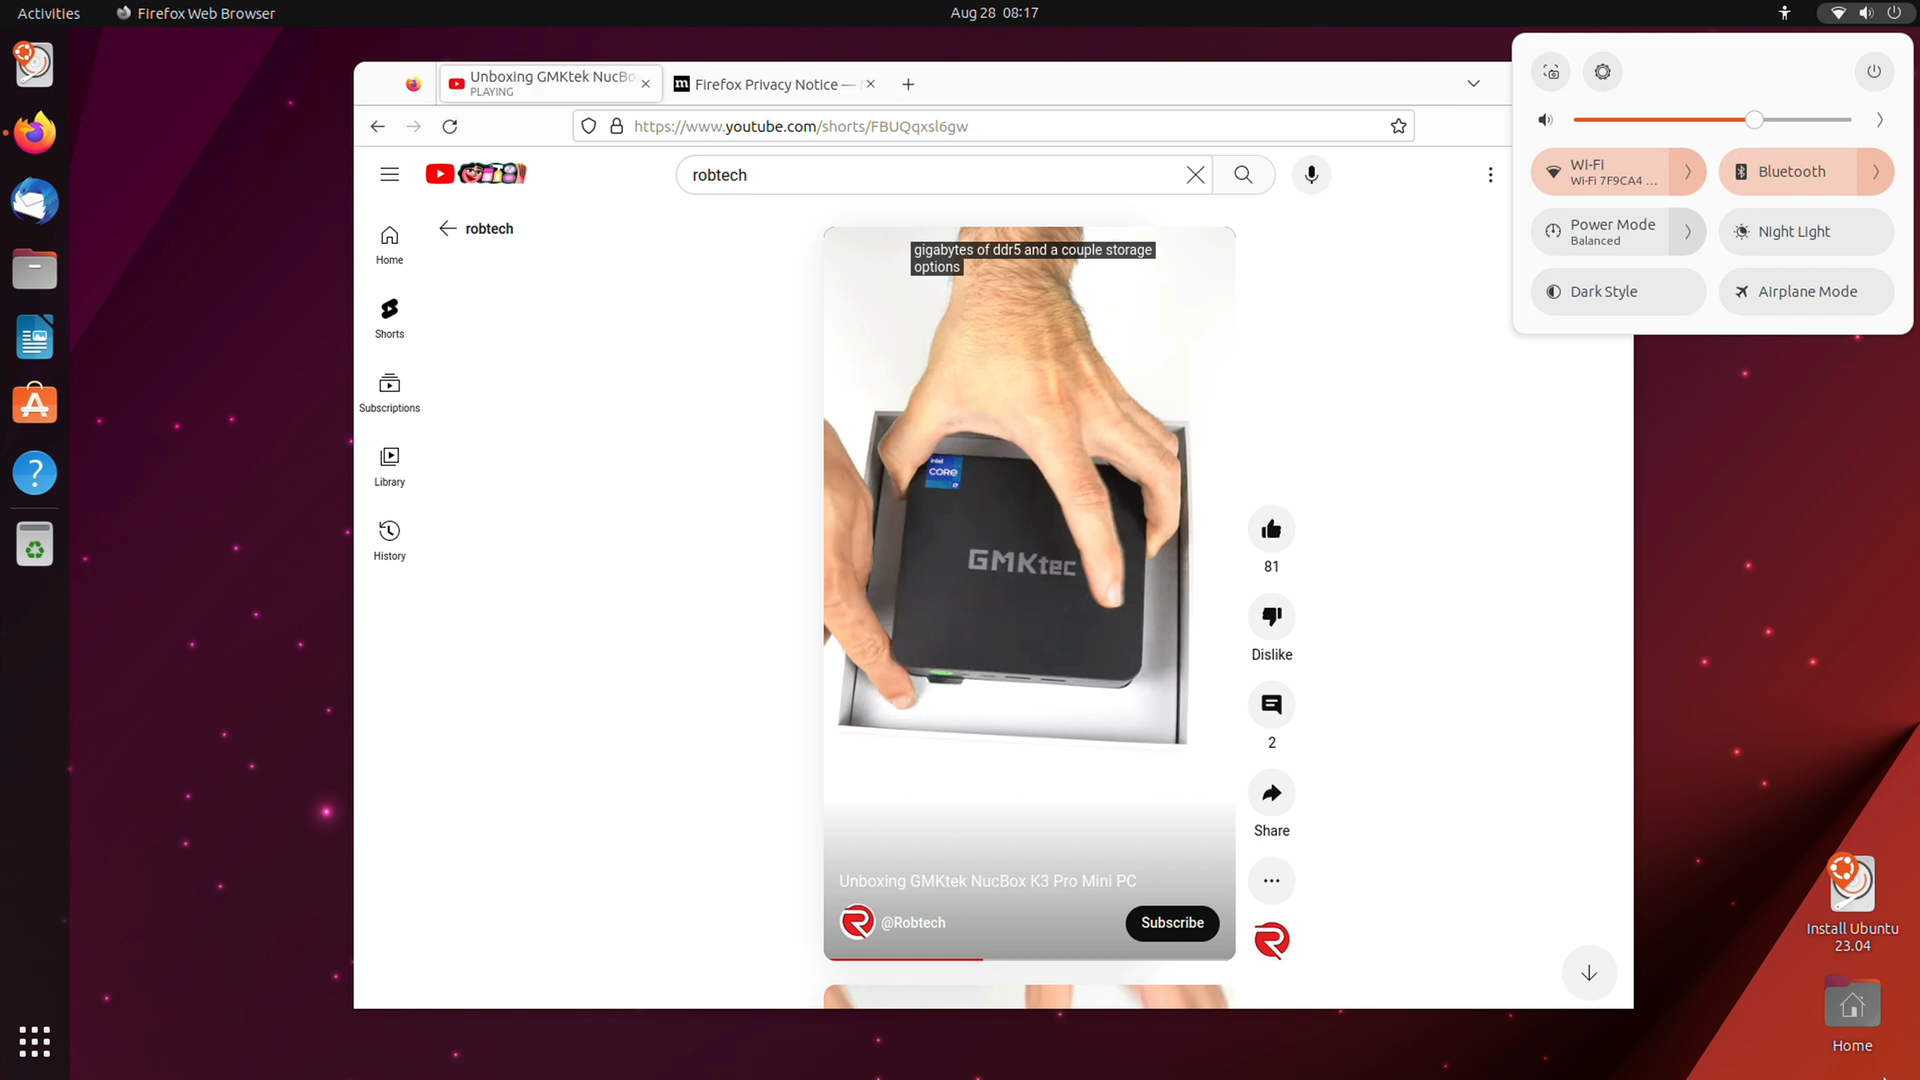 Activities
Firefox Web Browser
Aug 28 08:17
Unboxing GMKtek NucBo
PLAYING
Firefox Privacy Notice —
https://www.youtube.com/shorts/FBUQqxsl6gw
robtech
robtech
Home
Shorts
Subscriptions
Library
History
gigabytes of ddr5 and a couple storage
options
intel
CORE
i7
GMKtec
81
Dislike
2
Share
Unboxing GMKtek NucBox K3 Pro Mini PC
@Robtech
Subscribe
Wi-Fi
Wi-Fi 7F9CA4 ...
Bluetooth
Power Mode
Balanced
Night Light
Dark Style
Airplane Mode
Install Ubuntu
23.04
Home